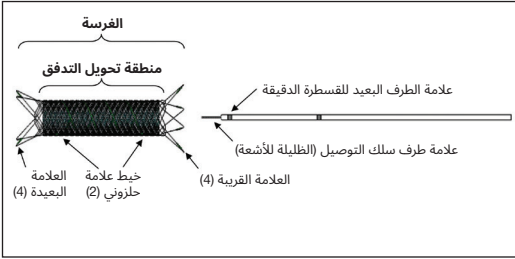 الغرسة
منطقة تحويل التدفق
علامة الطرف البعيد للقسطرة الدقيقة
علامة طرف سلك التوصيل (الظليلة للأشعة)
العلامة القريبة (4)
خيط علامة
حلزوني (2)
العلامة
البعيدة (4)